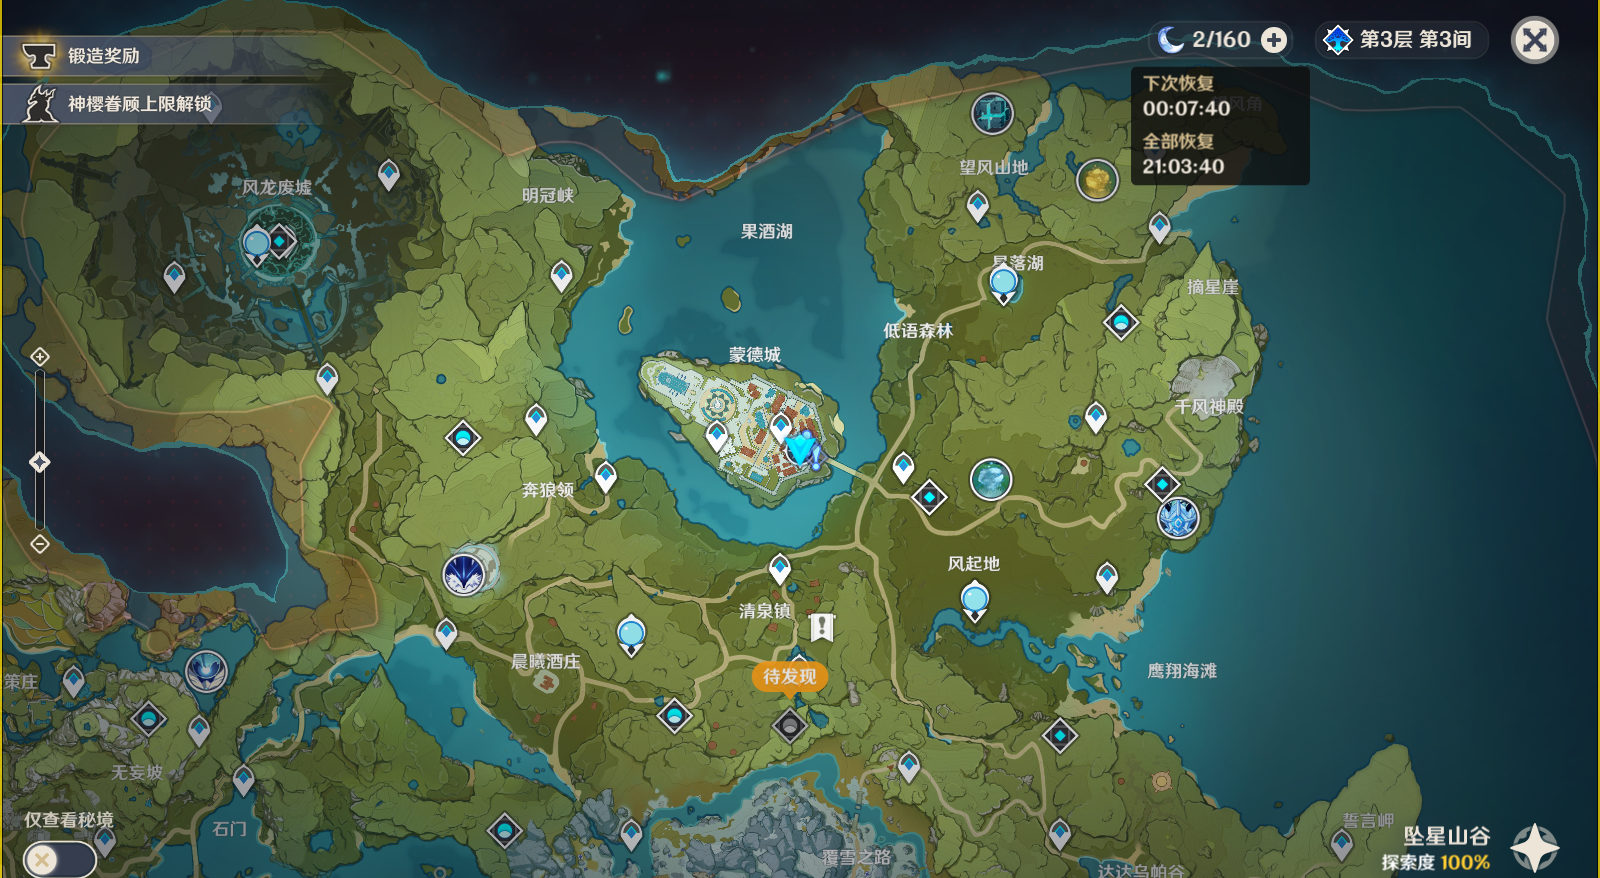 锻造奖励
神樱眷顾上限解锁
2/160
第3层 第3间
下次恢复
00:07:40
全部恢复
21:03:40
风角
望风山地
风龙废墟
明冠峡
果酒湖
星落湖
摘星崖
低语森林
蒙德城
千风神殿
奔狼领
风起地
清泉镇
晨曦酒庄
待发现
鹰翔海滩
策庄
无妄坡
石门
仅查看秘境
覆雪之路
誓言岬
达达乌帕谷
坠星山谷
探索度 100%